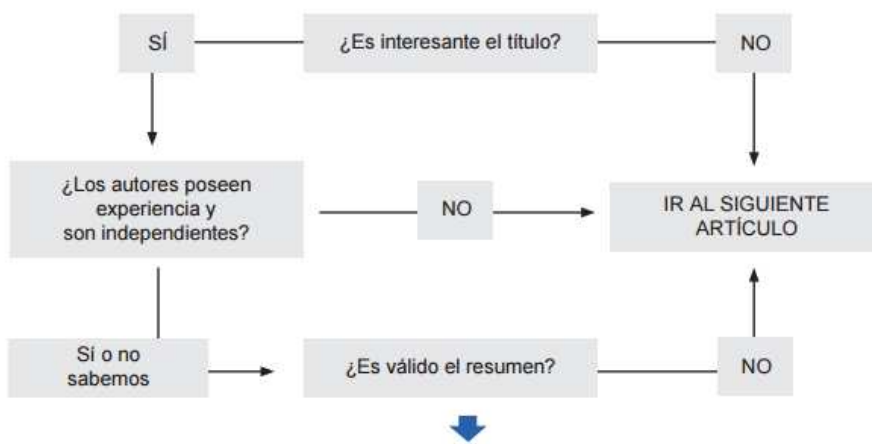 SÍ
¿Es interesante el título?
NO
¿Los autores poseen
experiencia y
son independientes?
NO
IR AL SIGUIENTE
ARTÍCULO
Sí o no
sabemos
¿Es válido el resumen?
NO